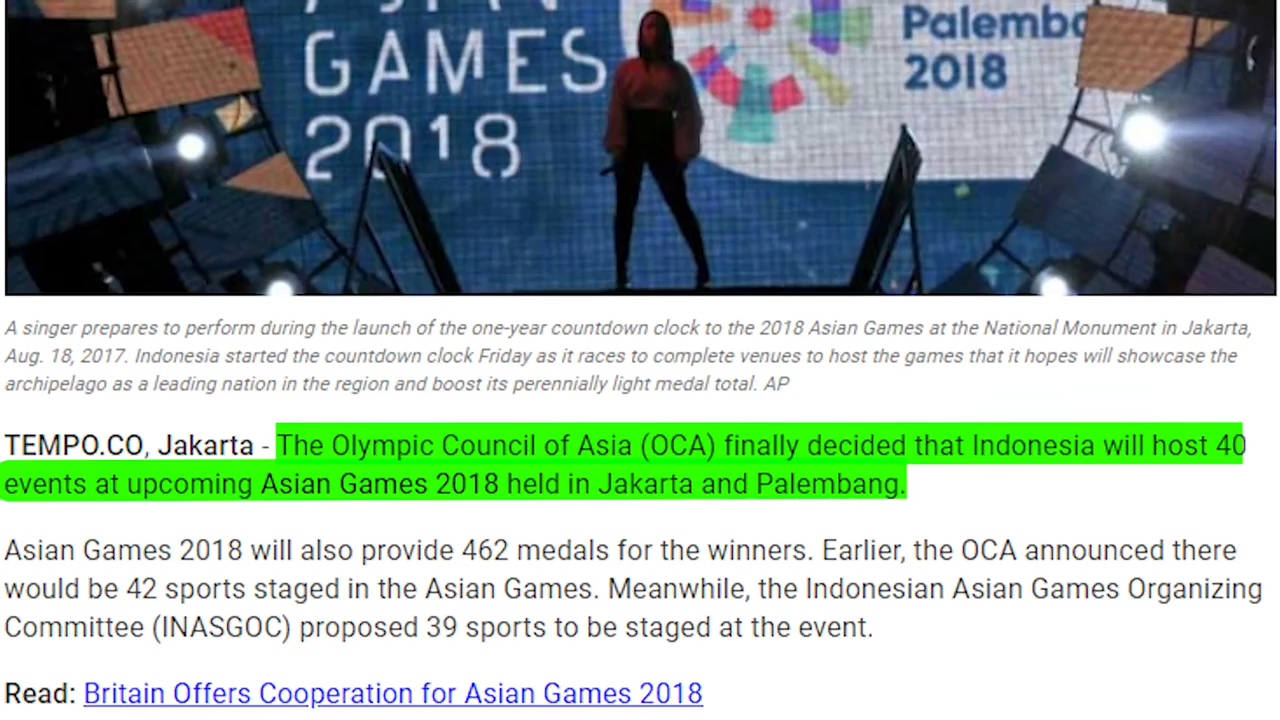 GAMES
2018
Palemb
2018
A singer prepares to perform during the launch of the one-year countdown clock to the 2018 Asian Games at the National Monument in Jakarta,
Aug. 18, 2017. Indonesia started the countdown clock Friday as it races to complete venues to host the games that it hopes will showcase the
archipelago as a leading nation in the region and boost its perennially light medal total. AP
TEMPO.CO, Jakarta - The Olympic Council of Asia (OCA) finally decided that Indonesia will host 40
events at upcoming Asian Games 2018 held in Jakarta and Palembang.
Asian Games 2018 will also provide 462 medals for the winners. Earlier, the OCA announced there
would be 42 sports staged in the Asian Games. Meanwhile, the Indonesian Asian Games Organizing
Committee (INASGOC) proposed 39 sports to be staged at the event.
Read: Britain Offers Cooperation for Asian Games 2018